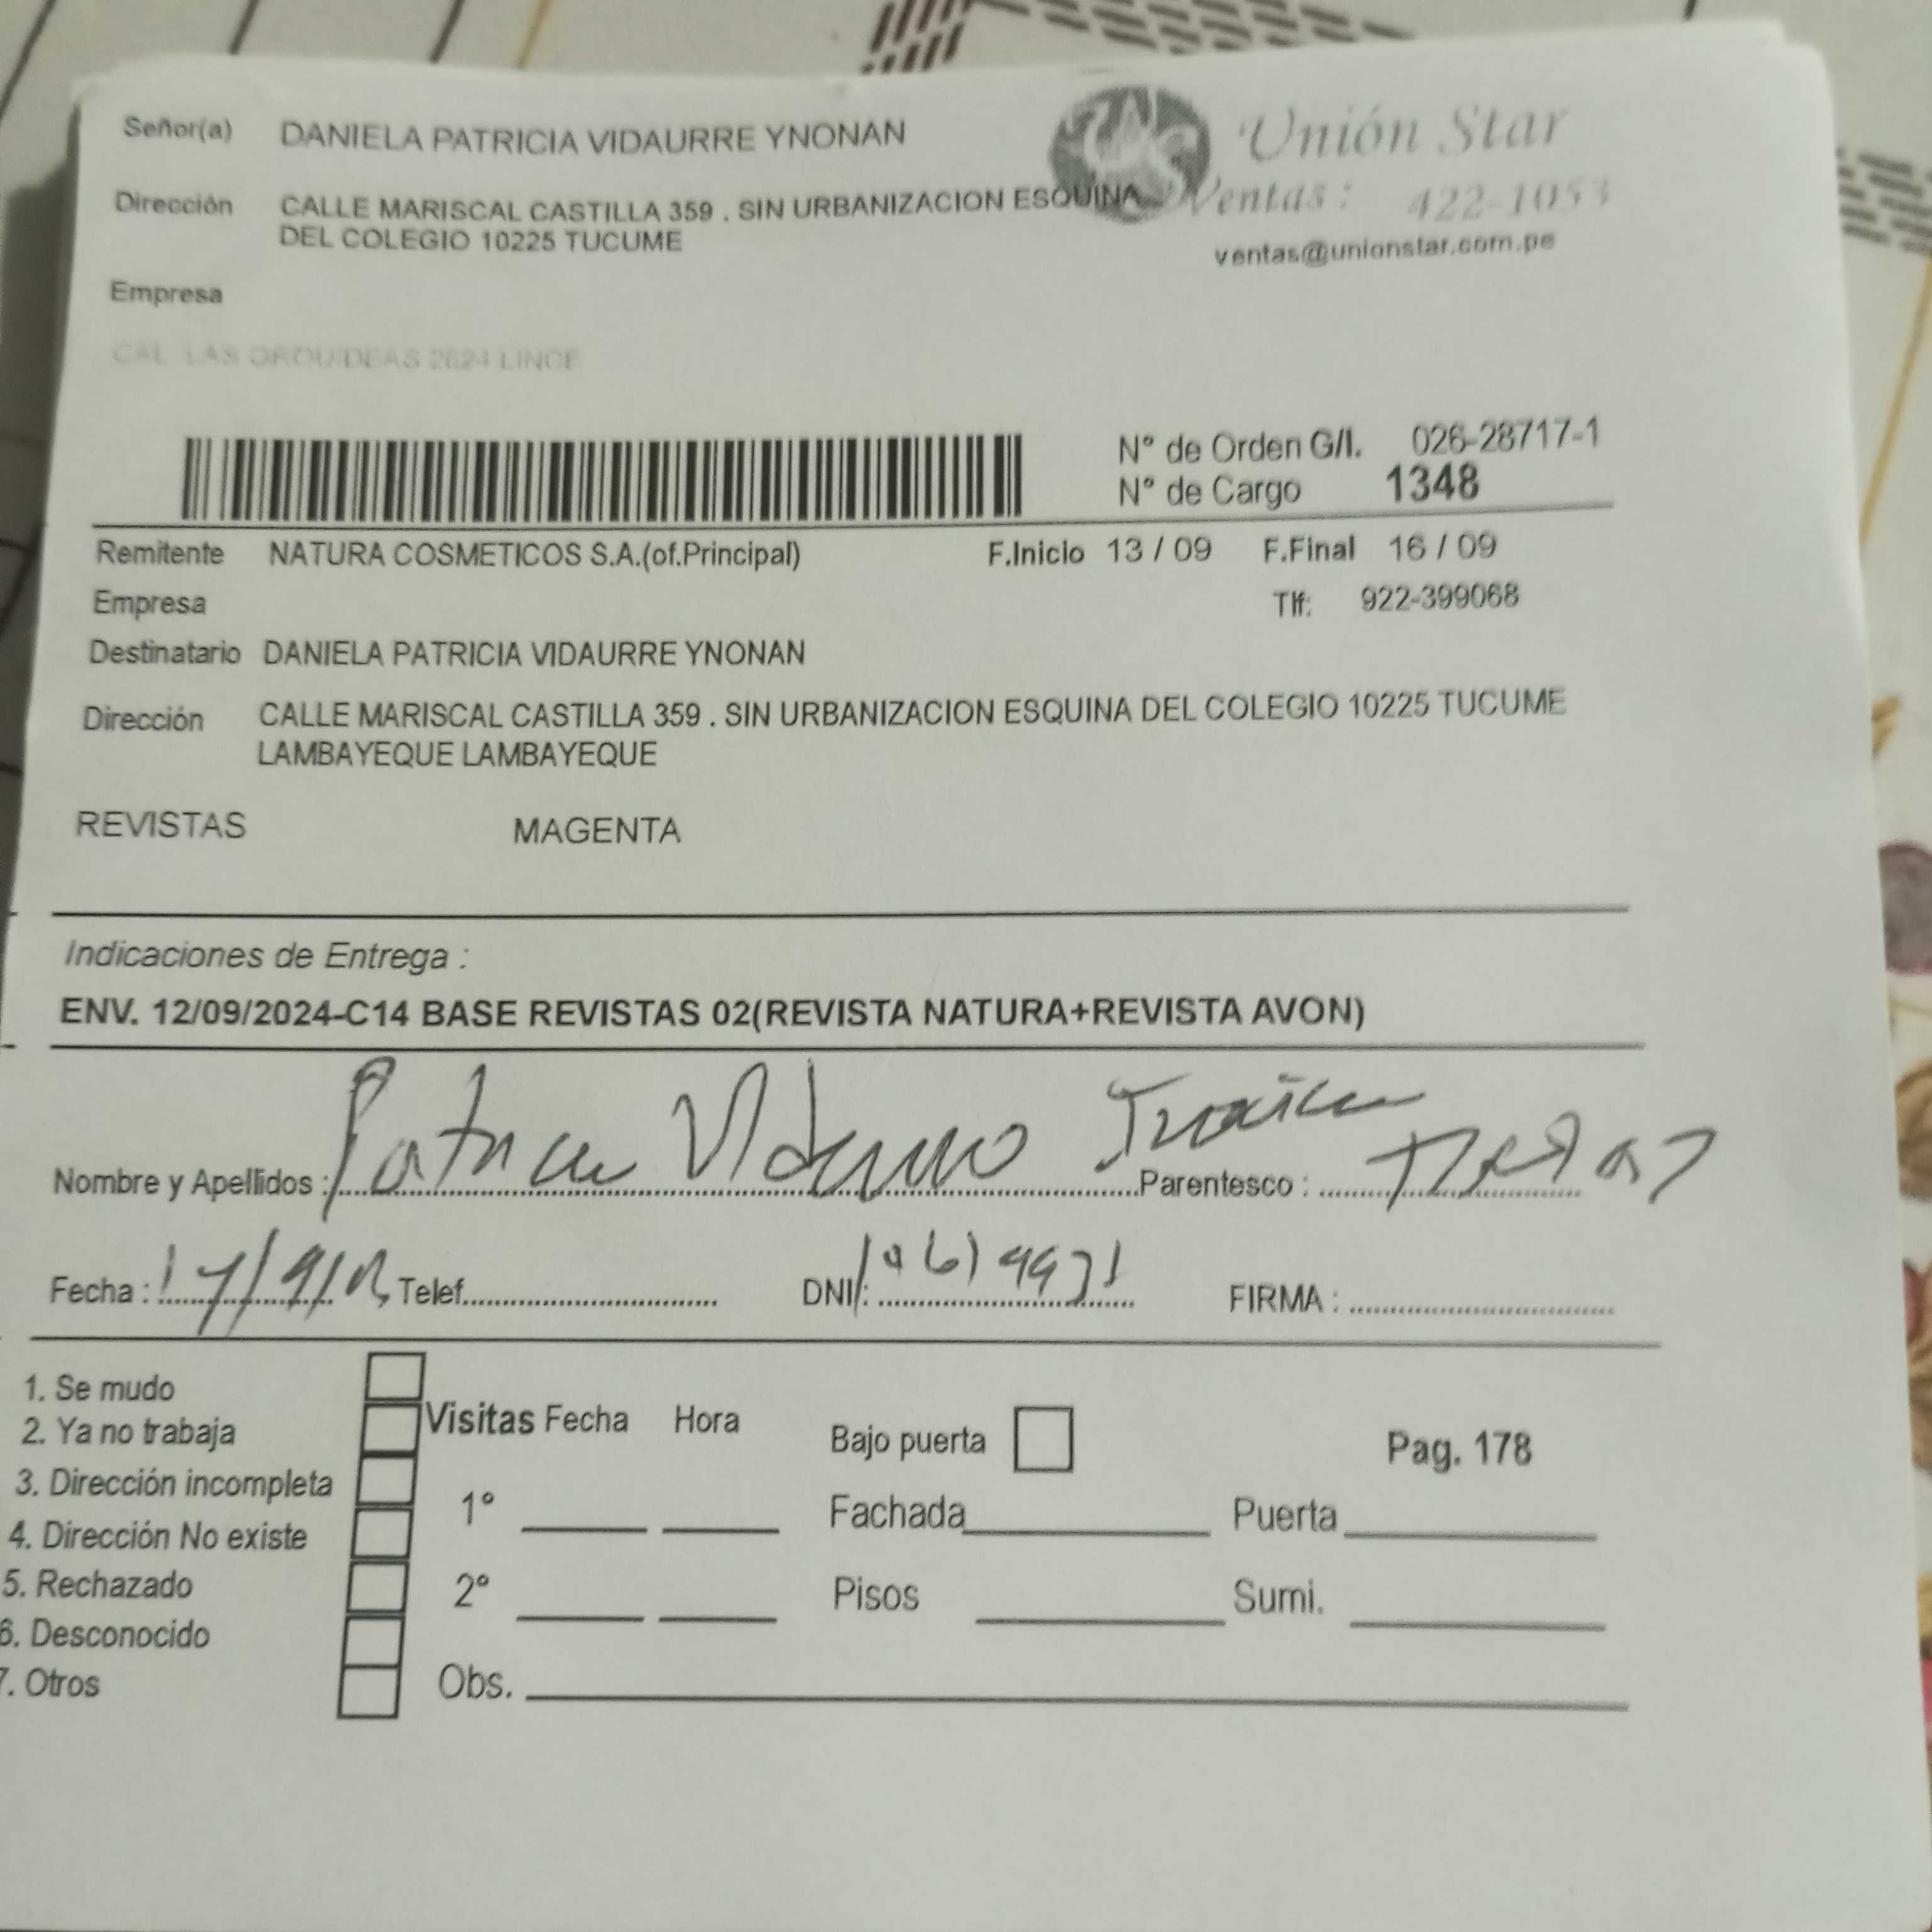 Señor(a) DANIELA PATRICIA VIDAURRE YNONAN
Unión Star
Dirección CALLE MARISCAL CASTILLA 359 . SIN URBANIZACION ESQUINA
DEL COLEGIO 10225 TUCUME
Ventas: 422-1053
ventas@unionstar.com.pe
Empresa
CAL LAS ORQUIDEAS 2624 LINCE
N° de Orden G/I. 026-28717-1
N° de Cargo 1348
Remitente NATURA COSMETICOS S.A.(of.Principal) F.Inicio 13 / 09 F.Final 16 / 09
Empresa Tlf: 922-399068
Destinatario DANIELA PATRICIA VIDAURRE YNONAN
Dirección CALLE MARISCAL CASTILLA 359 . SIN URBANIZACION ESQUINA DEL COLEGIO 10225 TUCUME
LAMBAYEQUE LAMBAYEQUE
REVISTAS MAGENTA
Indicaciones de Entrega :
ENV. 12/09/2024-C14 BASE REVISTAS 02(REVISTA NATURA+REVISTA AVON)
Nombre y Apellidos : Parentesco :
Fecha : Telef. DNI : FIRMA :
1. Se mudo
2. Ya no trabaja
3. Dirección incompleta
4. Dirección No existe
5. Rechazado
6. Desconocido
7. Otros
Visitas Fecha Hora
1°
2°
Obs.
Bajo puerta Pag. 178
Fachada Puerta
Pisos Sumi.